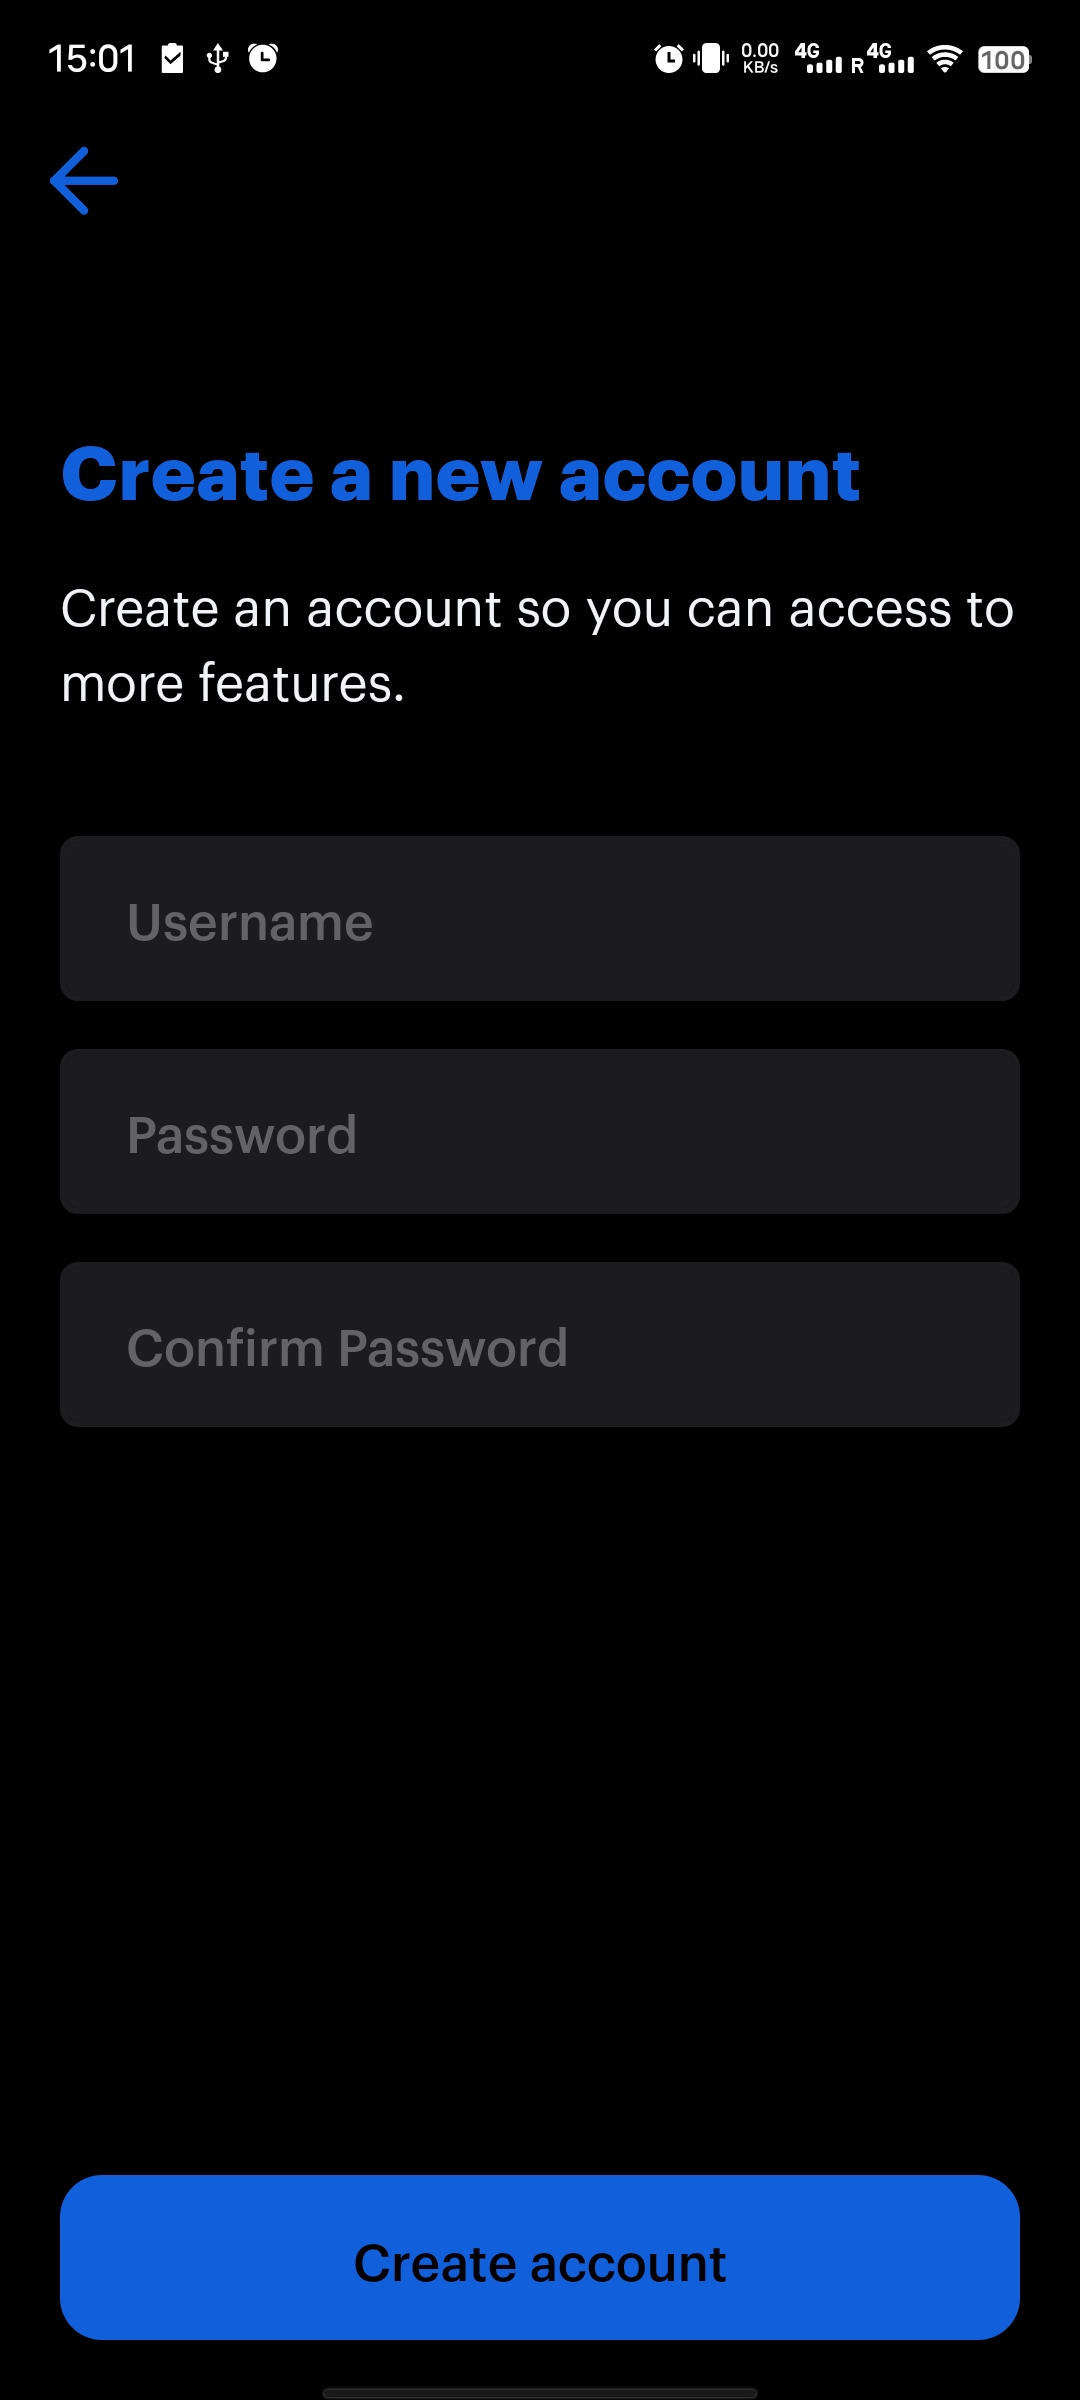 15:01
0.00
KB/s
4G
R
4G
100
Create a new account
Create an account so you can access to
more features.
Username
Password
Confirm Password
Create account